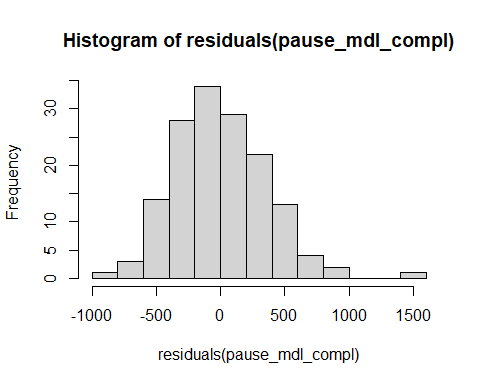 Histogram of residuals(pause_mdl_compl)
Frequency
30
20
10
5
0
-1000 -500 0 500 1000 1500
residuals(pause_mdl_compl)